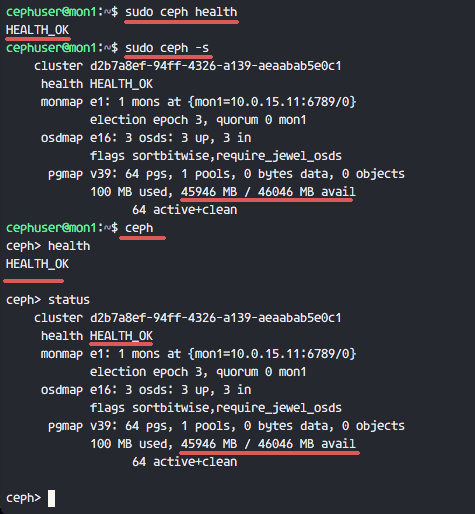 cephuser@mon1:~$ sudo ceph health
HEALTH_OK
cephuser@mon1:~$ sudo ceph -s
cluster d2b7a8ef-94ff-4326-a139-aeaabab5e0c1
health HEALTH_OK
monmap e1: 1 mons at {mon1=10.0.15.11:6789/0}
election epoch 3, quorum 0 mon1
osdmap e16: 3 osds: 3 up, 3 in
flags sortbitwise,require_jewel_osds
pgmap v39: 64 pgs, 1 pools, 0 bytes data, 0 objects
100 MB used, 45946 MB / 46046 MB avail
64 active+clean
cephuser@mon1:~$ ceph
ceph> health
HEALTH_OK
ceph> status
cluster d2b7a8ef-94ff-4326-a139-aeaabab5e0c1
health HEALTH_OK
monmap e1: 1 mons at {mon1=10.0.15.11:6789/0}
election epoch 3, quorum 0 mon1
osdmap e16: 3 osds: 3 up, 3 in
flags sortbitwise,require_jewel_osds
pgmap v39: 64 pgs, 1 pools, 0 bytes data, 0 objects
100 MB used, 45946 MB / 46046 MB avail
64 active+clean
ceph>